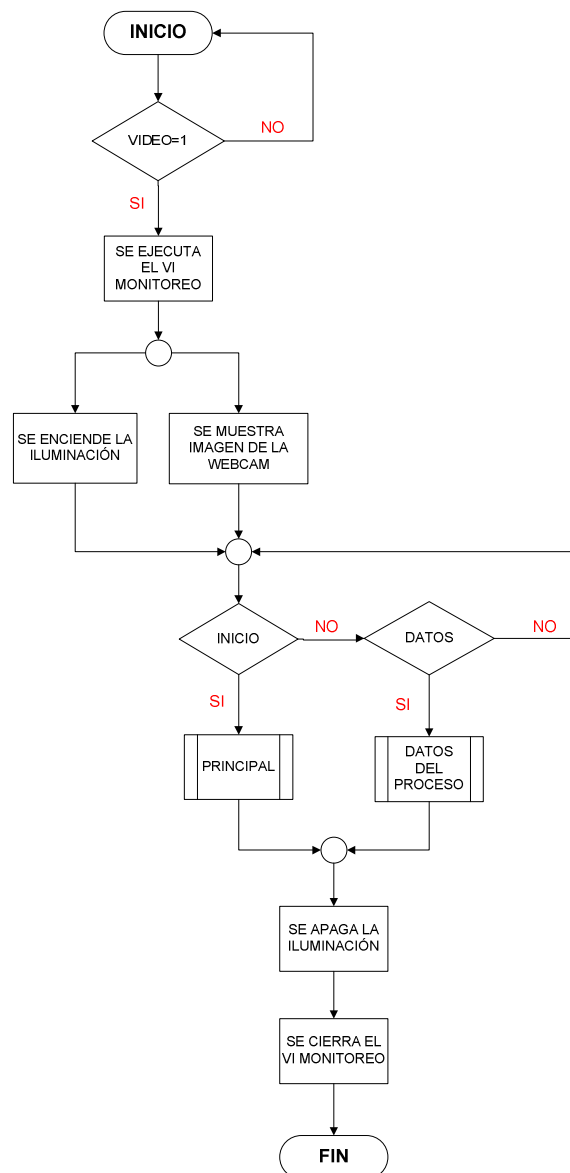 INICIO
VIDEO=1
NO
SI
SE EJECUTA
EL VI
MONITOREO
SE ENCIENDE LA
ILUMINACIÓN
SE MUESTRA
IMAGEN DE LA
WEBCAM
INICIO
NO
DATOS
NO
SI
SI
PRINCIPAL
DATOS
DEL
PROCESO
SE APAGA LA
ILUMINACIÓN
SE CIERRA EL
VI MONITOREO
FIN